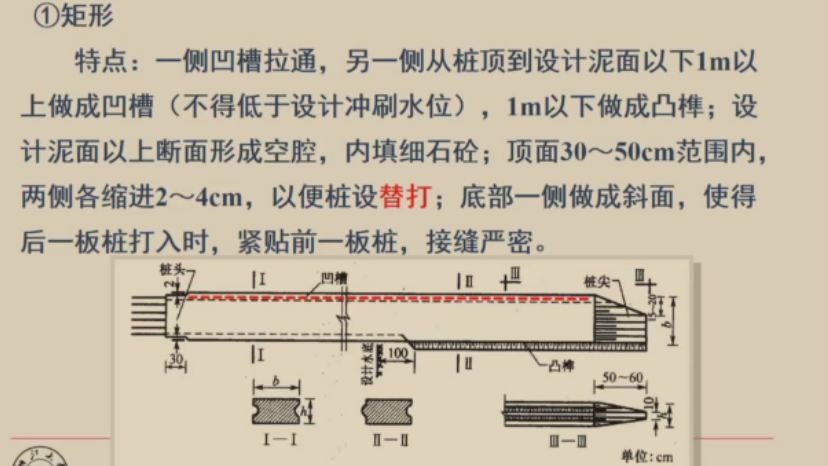 ①矩形
特点：一侧凹槽拉通，另一侧从桩顶到设计泥面以下1m以
上做成凹槽（不得低于设计冲刷水位），1m以下做成凸榫；设
计泥面以上断面形成空腔，内填细石砼；顶面30～50cm范围内，
两侧各缩进2～4cm，以便桩设替打；底部一侧做成斜面，使得
后一板桩打入时，紧贴前一板桩，接缝严密。
桩头
2
I
凹槽
II
III
桩尖
III
15~20
b
30
I
设计水底
100
II
凸榫
b
h
50~60
10
h
I—I
II—II
III—III
单位:cm